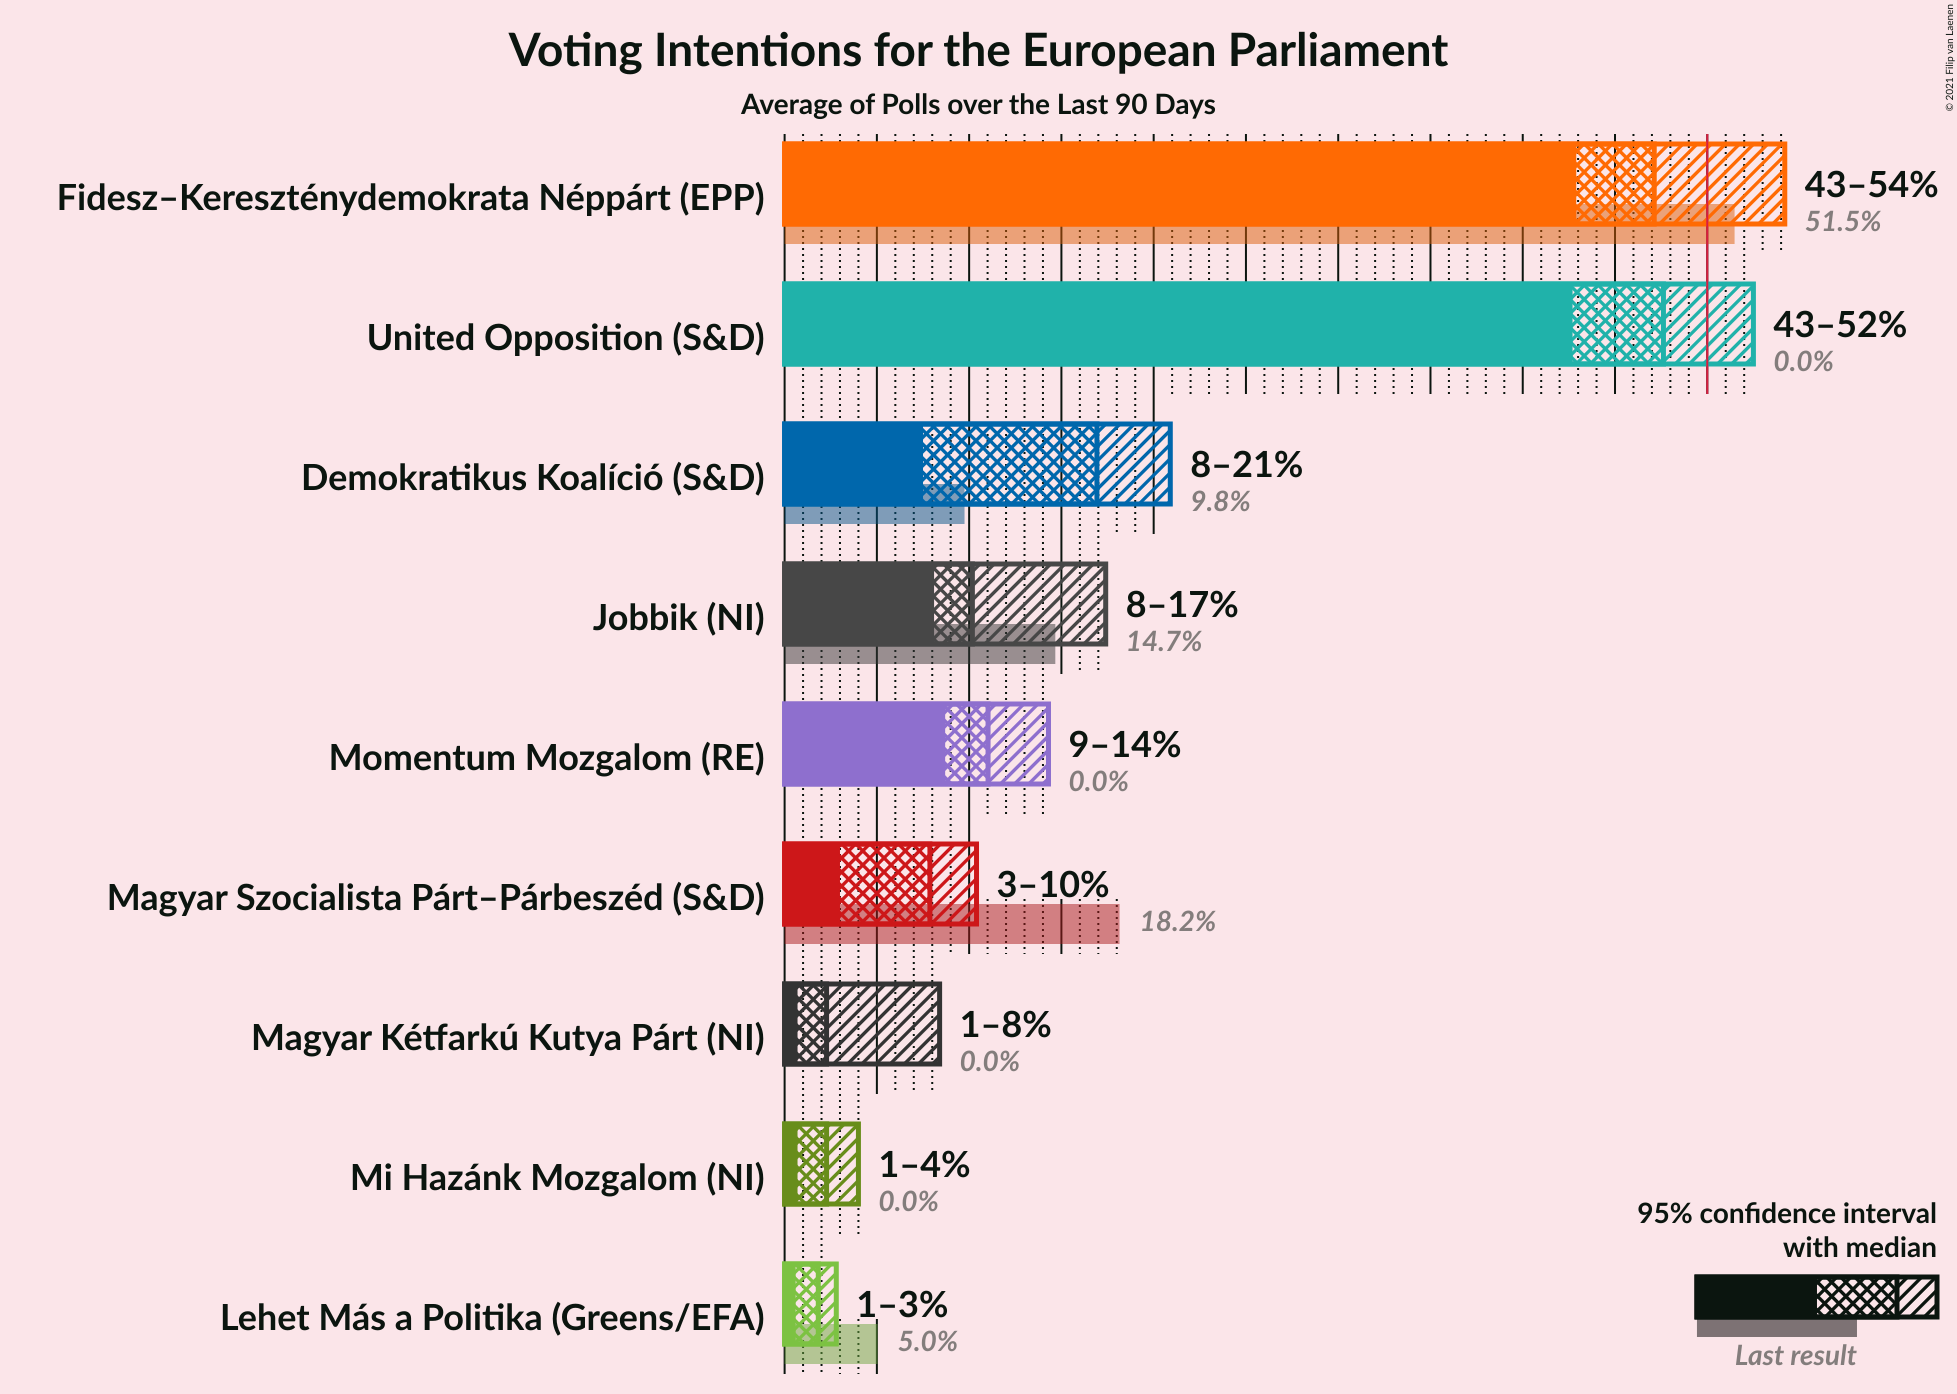 Voting Intentions for the European Parliament
Average of Polls over the Last 90 Days
© 2021 Filip van Laenen
Fidesz–Kereszténydemokrata Néppárt (EPP)
43–54%
51.5%
United Opposition (S&D)
43–52%
0.0%
Demokratikus Koalíció (S&D)
8–21%
9.8%
Jobbik (NI)
8–17%
14.7%
Momentum Mozgalom (RE)
9–14%
0.0%
Magyar Szocialista Párt–Párbeszéd (S&D)
3–10%
18.2%
Magyar Kétfarkú Kutya Párt (NI)
1–8%
0.0%
Mi Hazánk Mozgalom (NI)
1–4%
0.0%
Lehet Más a Politika (Greens/EFA)
1–3%
5.0%
95% confidence interval
with median
Last result